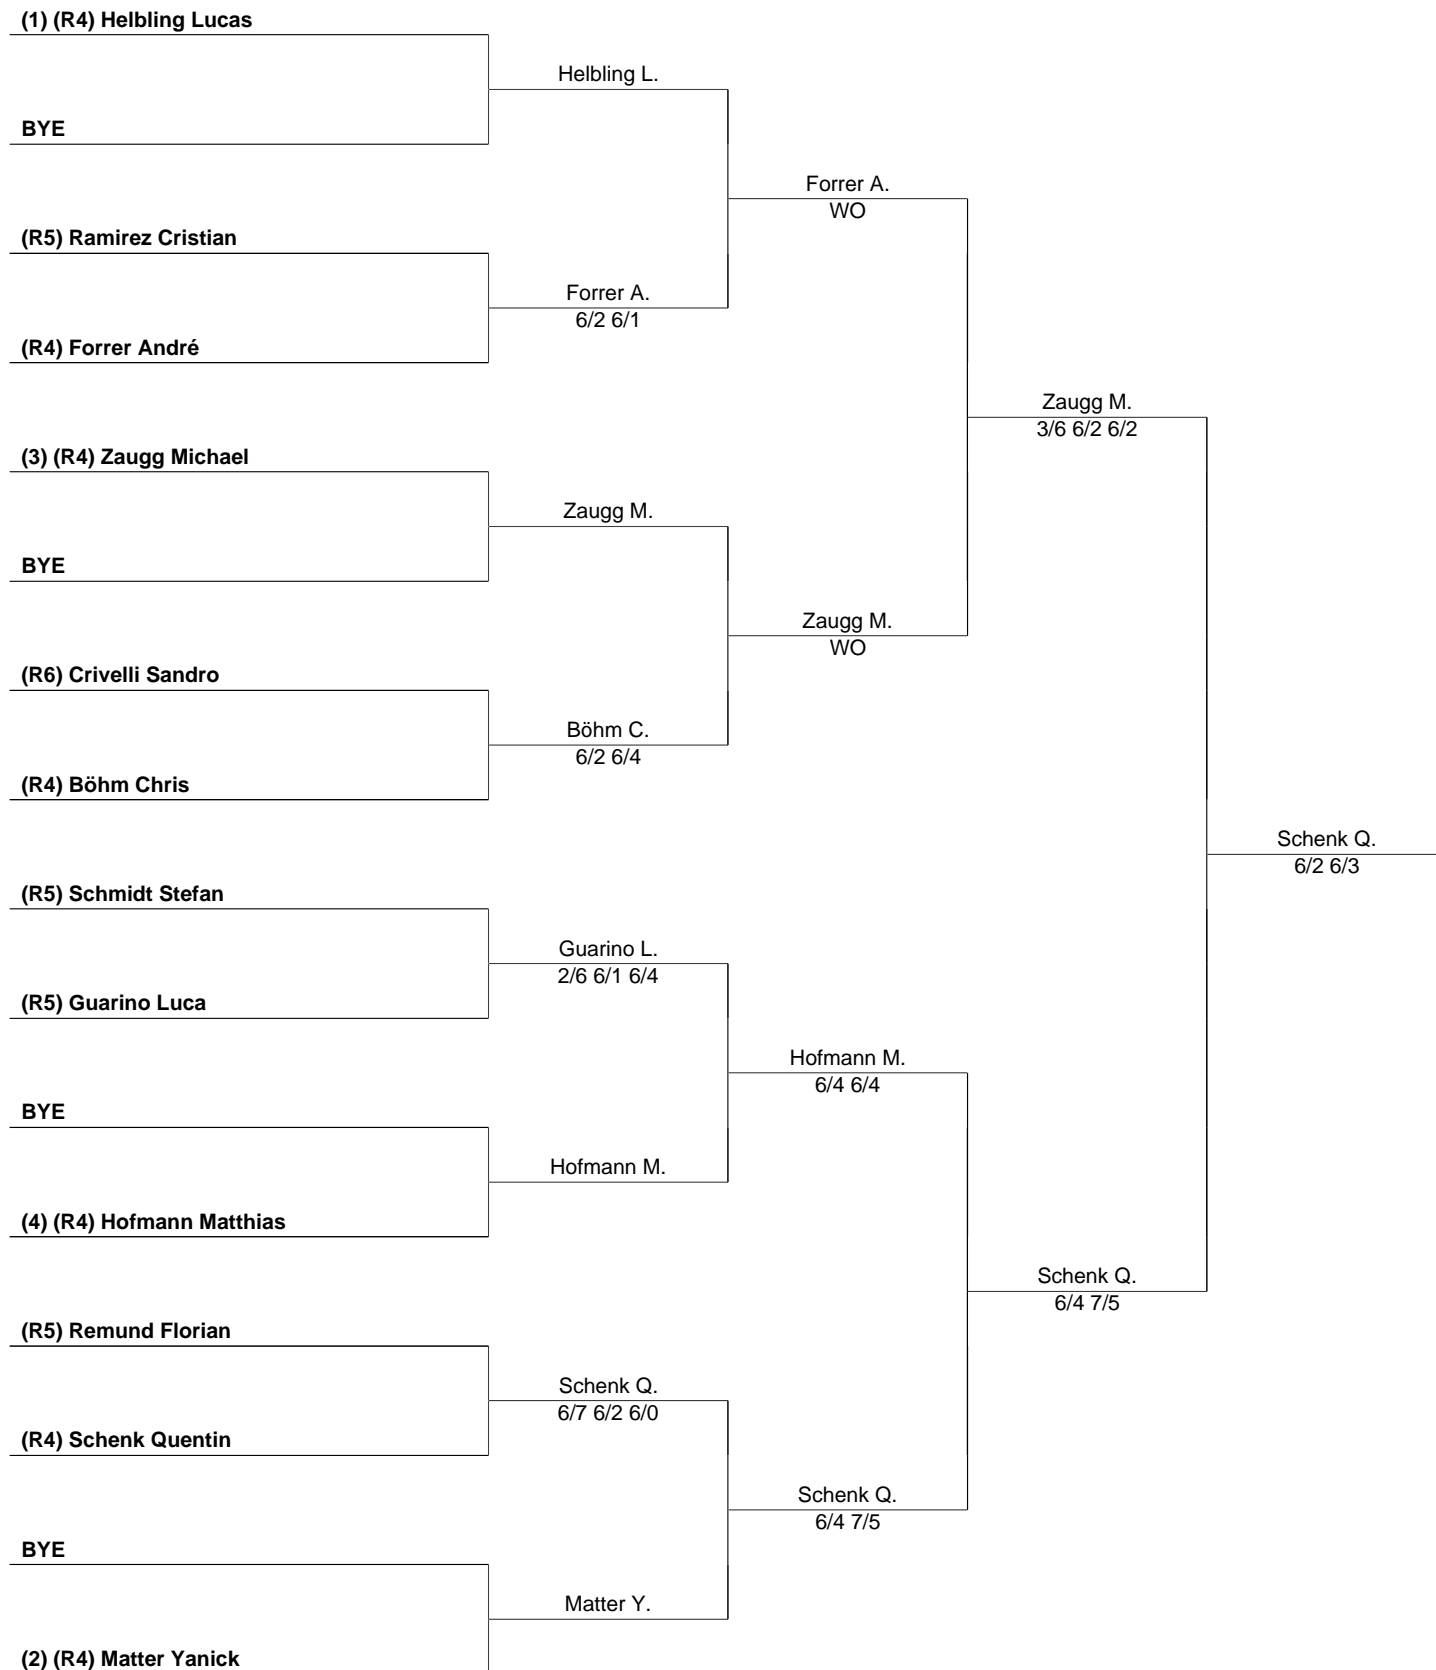 (1) (R4) Helbling Lucas
Helbling L.
BYE
Forrer A.
WO
(R5) Ramirez Cristian
Forrer A.
6/2 6/1
(R4) Forrer André
Zaugg M.
3/6 6/2 6/2
(3) (R4) Zaugg Michael
Zaugg M.
BYE
Zaugg M.
WO
(R6) Crivelli Sandro
Böhm C.
6/2 6/4
(R4) Böhm Chris
Schenk Q.
6/2 6/3
(R5) Schmidt Stefan
Guarino L.
2/6 6/1 6/4
(R5) Guarino Luca
Hofmann M.
6/4 6/4
BYE
Hofmann M.
(4) (R4) Hofmann Matthias
Schenk Q.
6/4 7/5
(R5) Remund Florian
Schenk Q.
6/7 6/2 6/0
(R4) Schenk Quentin
Schenk Q.
6/4 7/5
BYE
Matter Y.
(2) (R4) Matter Yanick